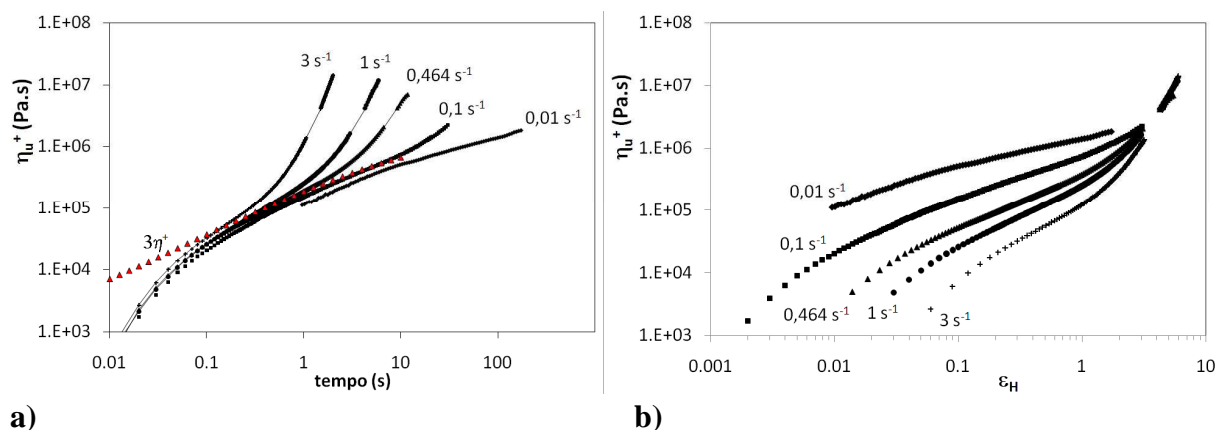 1.E+08
1.E+07
1.E+06
1.E+05
1.E+04
1.E+03
ηu+ (Pa.s)
3 s-1
1 s-1
0,464 s-1
0,1 s-1
0,01 s-1
3η+
0.01 0.1 1 10 100
tempo (s)
a)
1.E+08
1.E+07
1.E+06
1.E+05
1.E+04
1.E+03
ηu+ (Pa.s)
0,01 s-1
0,1 s-1
0,464 s-1
1 s-1
3 s-1
0.001 0.01 0.1 1 10
εH
b)